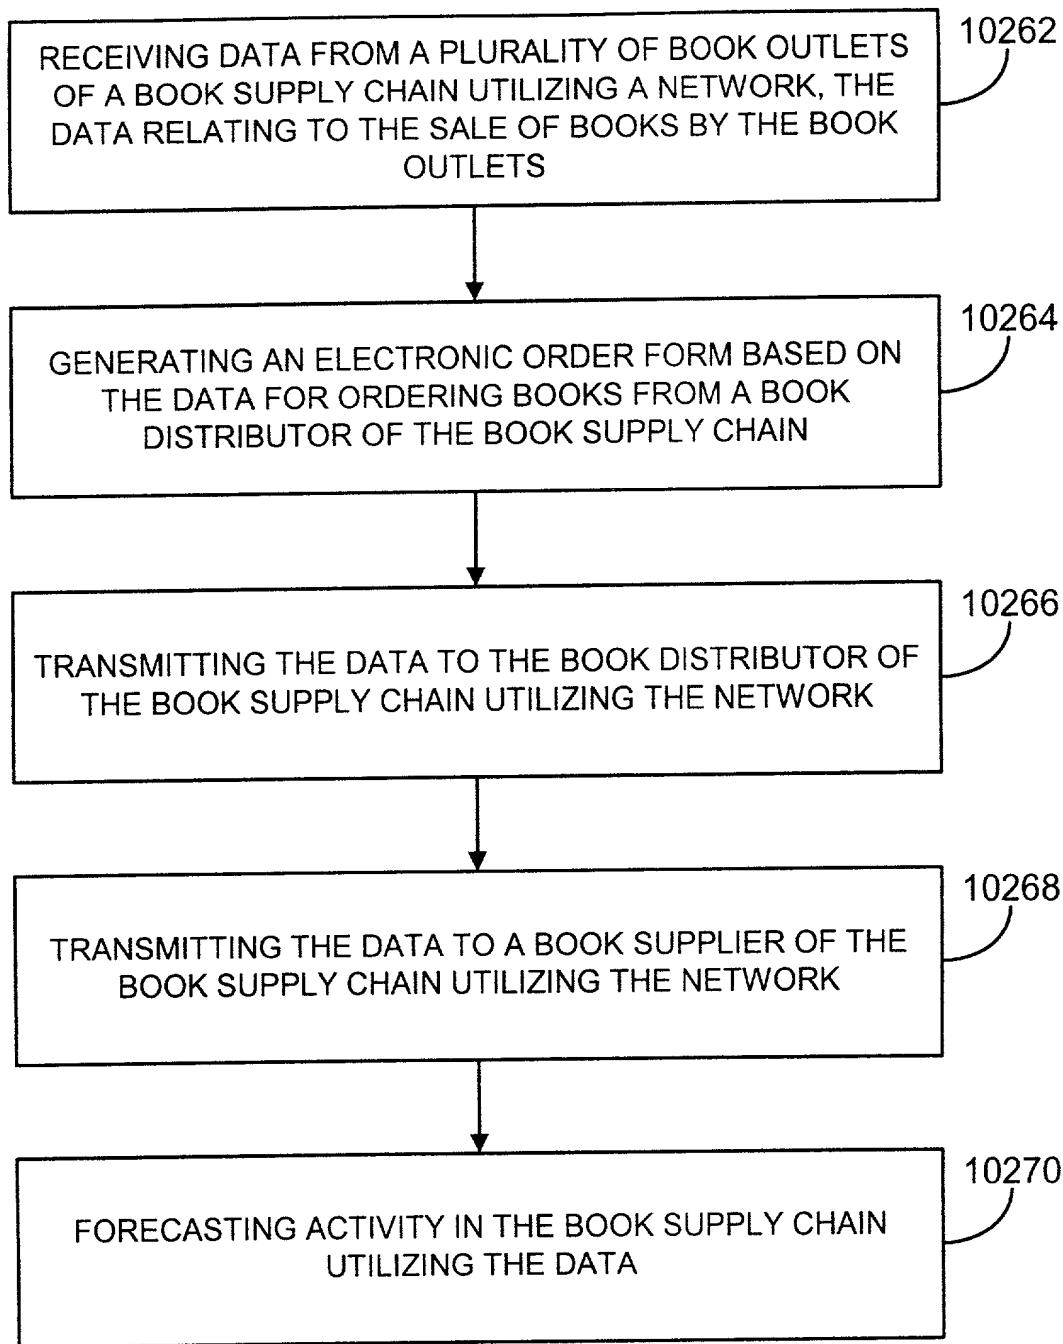 10262
RECEIVING DATA FROM A PLURALITY OF BOOK OUTLETS
OF A BOOK SUPPLY CHAIN UTILIZING A NETWORK, THE
DATA RELATING TO THE SALE OF BOOKS BY THE BOOK
OUTLETS
10264
GENERATING AN ELECTRONIC ORDER FORM BASED ON
THE DATA FOR ORDERING BOOKS FROM A BOOK
DISTRIBUTOR OF THE BOOK SUPPLY CHAIN
10266
TRANSMITTING THE DATA TO THE BOOK DISTRIBUTOR OF
THE BOOK SUPPLY CHAIN UTILIZING THE NETWORK
10268
TRANSMITTING THE DATA TO A BOOK SUPPLIER OF THE
BOOK SUPPLY CHAIN UTILIZING THE NETWORK
10270
FORECASTING ACTIVITY IN THE BOOK SUPPLY CHAIN
UTILIZING THE DATA